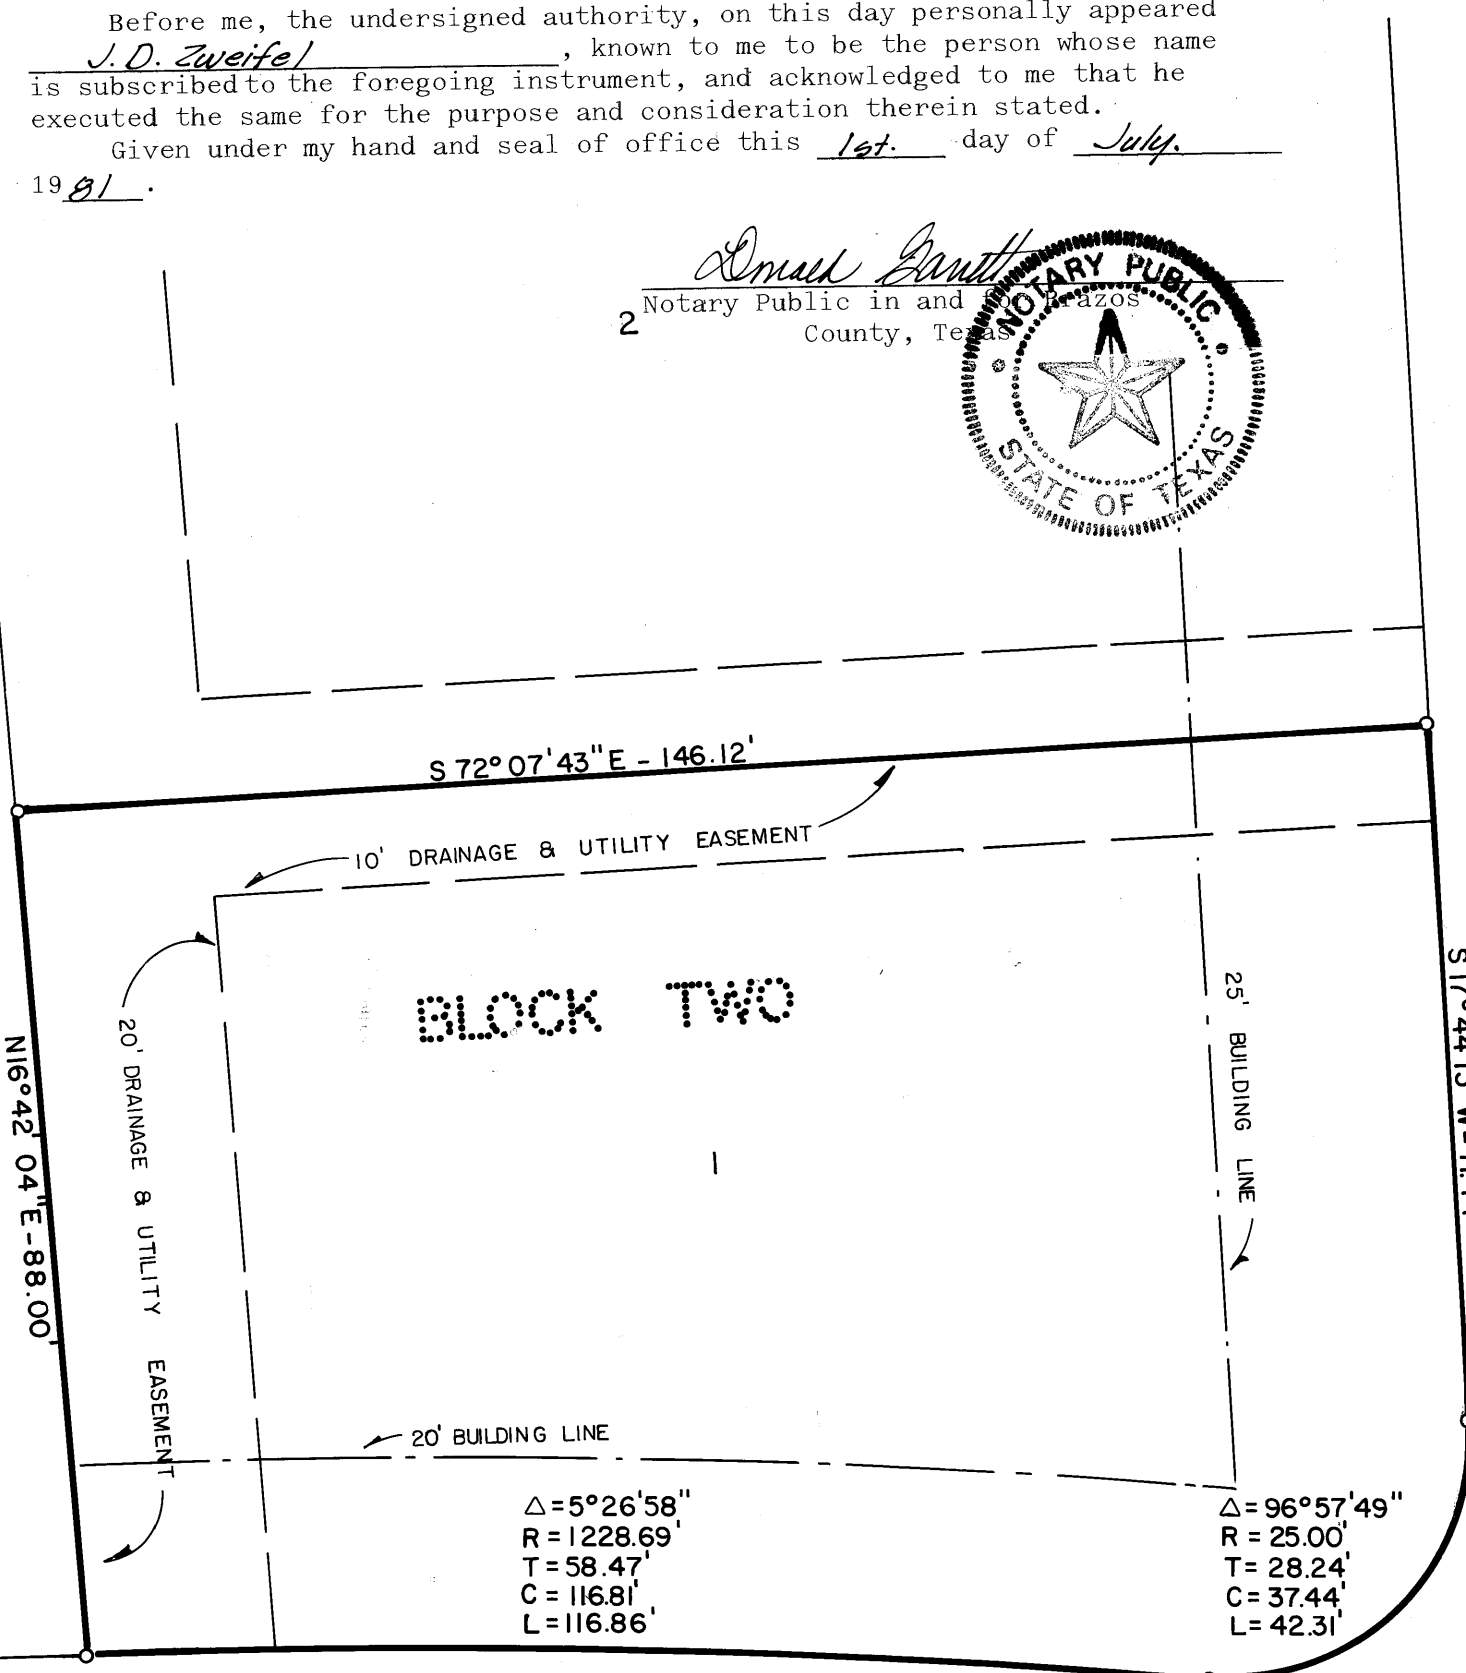 Before me, the undersigned authority, on this day personally appeared
J. D. Zweifel, known to me to be the person whose name
is subscribed to the foregoing instrument, and acknowledged to me that he
executed the same for the purpose and consideration therein stated.
Given under my hand and seal of office this 1st. day of July.
1981.
Donald Garrett
Notary Public in and for Brazos
County, Texas
NOTARY PUBLIC
STATE OF TEXAS
2
S 72° 07' 43" E - 146.12'
10' DRAINAGE & UTILITY EASEMENT
20' DRAINAGE & UTILITY EASEMENT
N16° 42' 04" E - 88.00'
BLOCK TWO
1
25' BUILDING LINE
S 17° 44'
20' BUILDING LINE
△ = 5° 26' 58"
R = 1228.69'
T = 58.47'
C = 116.81'
L = 116.86'
△ = 96° 57' 49"
R = 25.00'
T = 28.24'
C = 37.44'
L = 42.31'